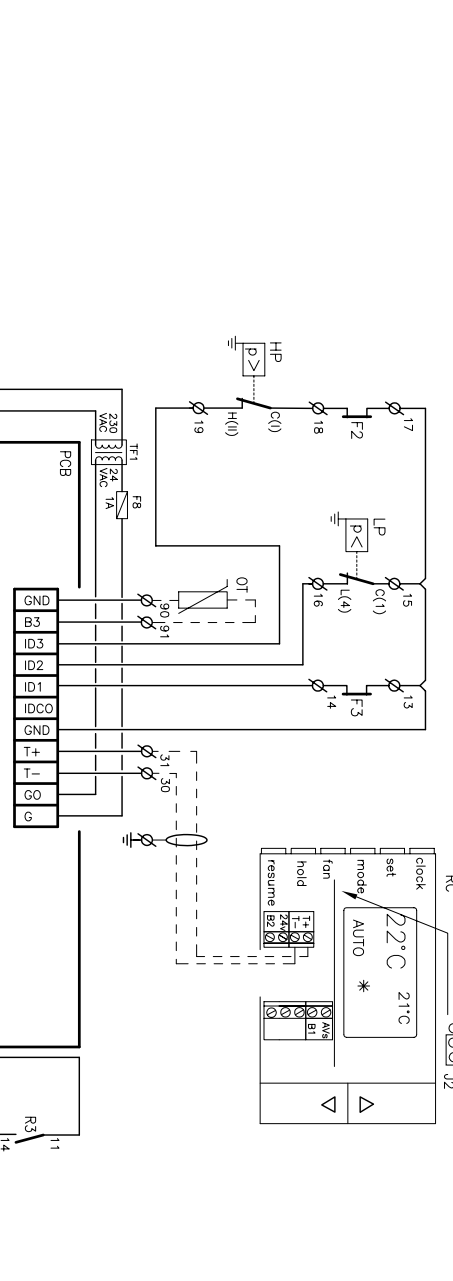 HP
p>
H(II)
C(I)
19
18
F2
17
LP
p<
L(4)
C(1)
16
15
14
F3
13
230
VAC
TF1
24
VAC
F8
1A
PCB
OT
90
91
GND
B3
ID3
ID2
ID1
IDC0
GND
T+
T-
G0
G
31
30
RC
J2
clock
set
mode
fan
hold
resume
22°C
21°C
AUTO
T+
T-
24v
B2
AVs
B1
R3
11
14